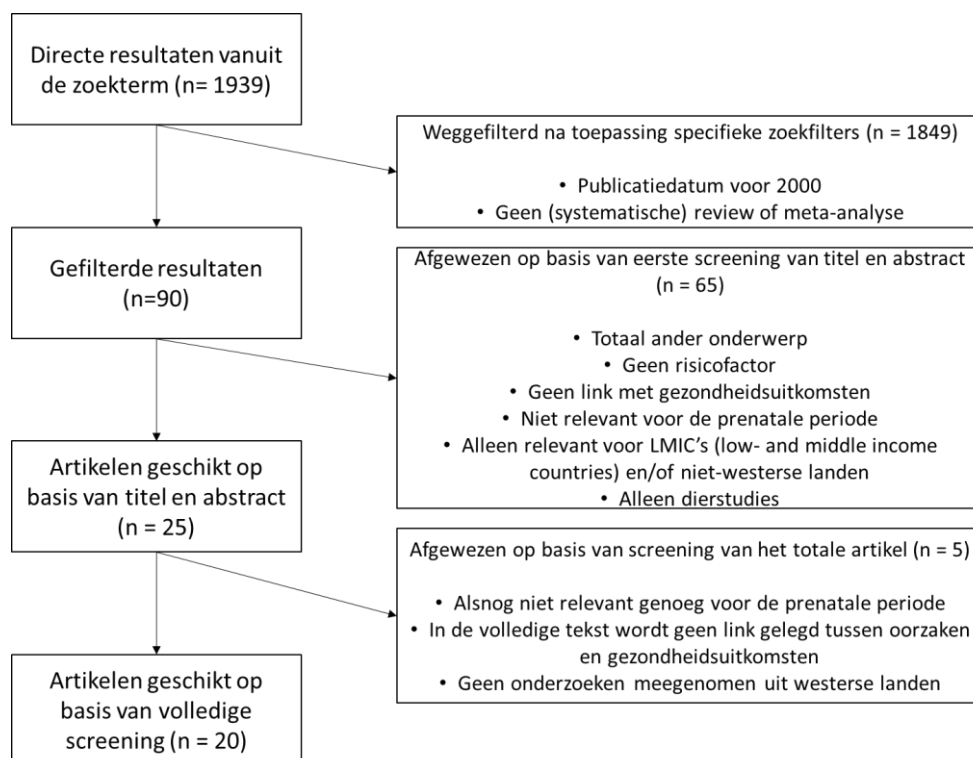 Directe resultaten vanuit
de zoekterm (n= 1939)
Weggefilterd na toepassing specifieke zoekfilters (n = 1849)
• Publicatiedatum voor 2000
• Geen (systematische) review of meta-analyse
Gefilterde resultaten
(n=90)
Afgewezen op basis van eerste screening van titel en abstract
(n = 65)
• Totaal ander onderwerp
• Geen risicofactor
• Geen link met gezondheidsuitkomsten
• Niet relevant voor de prenatale periode
• Alleen relevant voor LMIC's (low- and middle income
countries) en/of niet-westerse landen
• Alleen dierstudies
Artikelen geschikt op
basis van titel en abstract
(n = 25)
Afgewezen op basis van screening van het totale artikel (n = 5)
• Alsnog niet relevant genoeg voor de prenatale periode
• In de volledige tekst wordt geen link gelegd tussen oorzaken
en gezondheidsuitkomsten
• Geen onderzoeken meegenomen uit westerse landen
Artikelen geschikt op
basis van volledige
screening (n = 20)